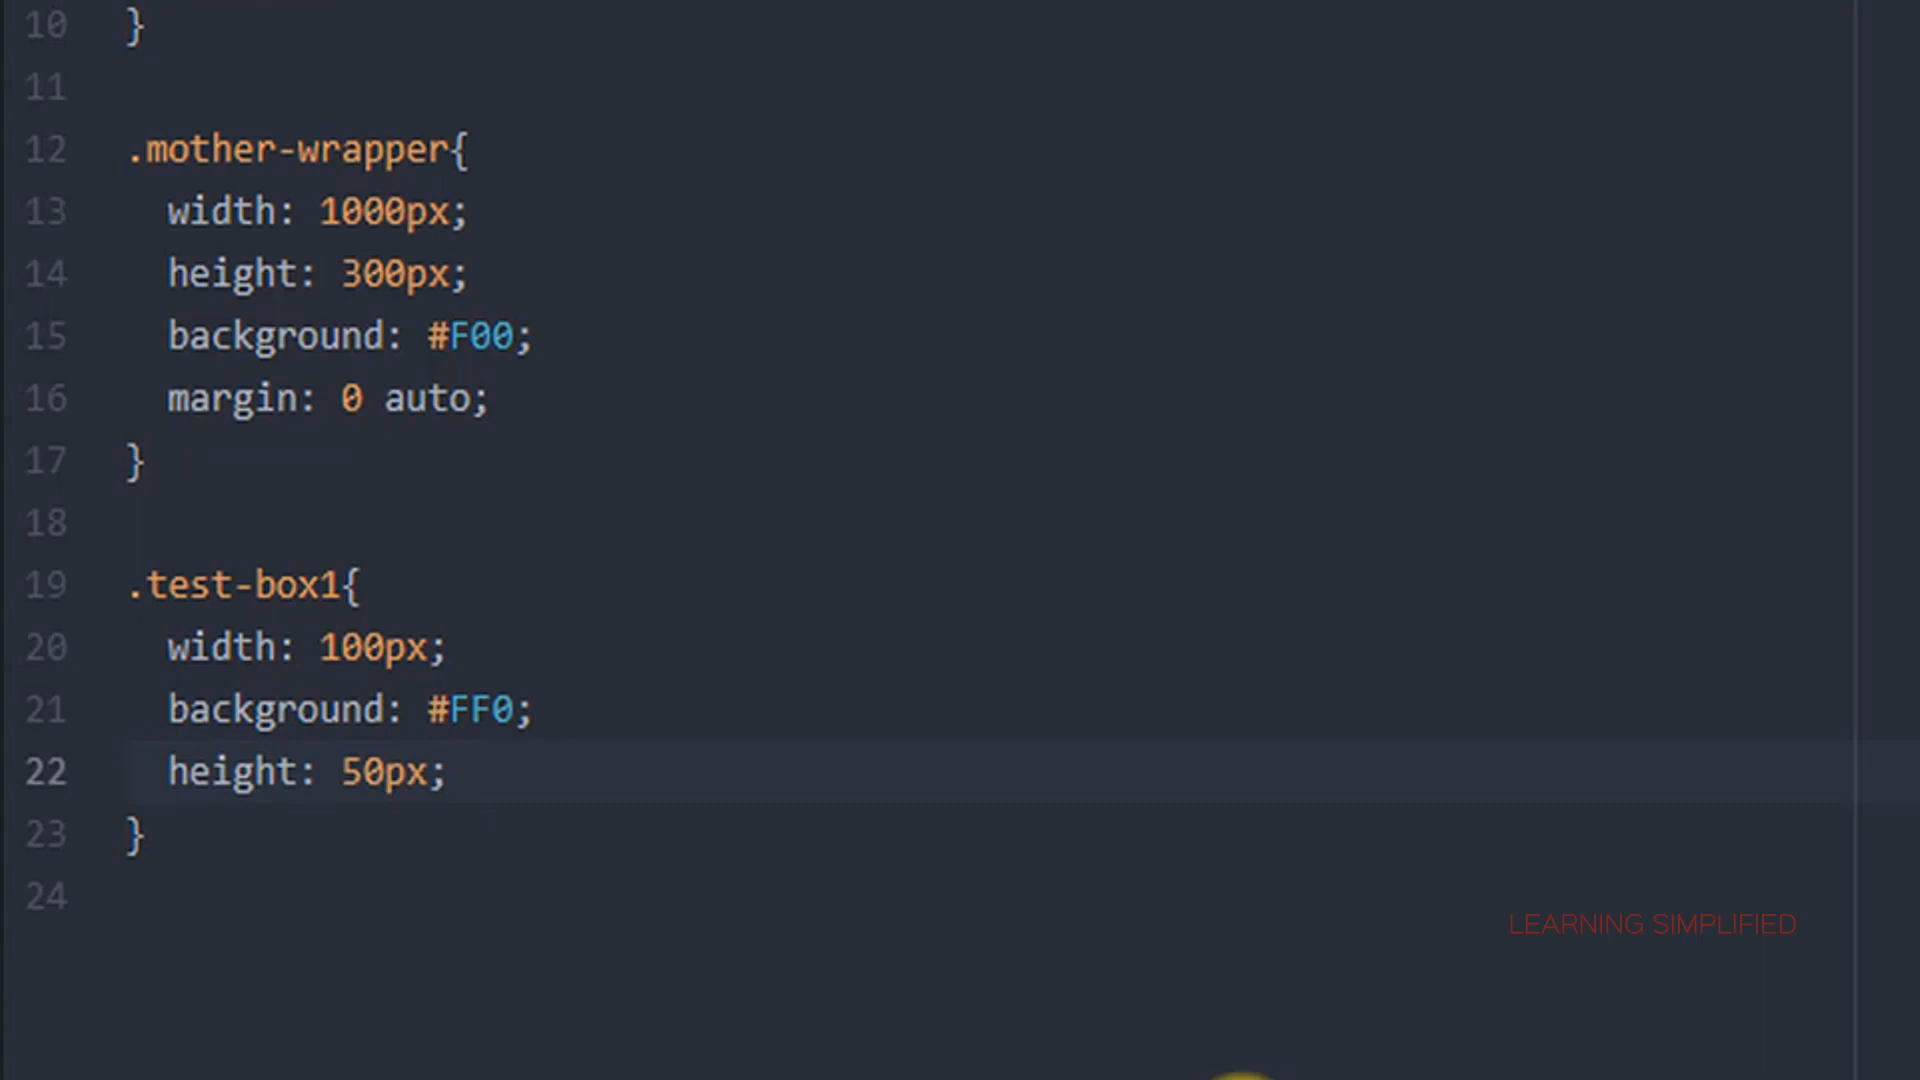 10 }
11
12 .mother-wrapper{
13 width: 1000px;
14 height: 300px;
15 background: #F00;
16 margin: 0 auto;
17 }
18
19 .test-box1{
20 width: 100px;
21 background: #FF0;
22 height: 50px;
23 }
24
LEARNING SIMPLIFIED